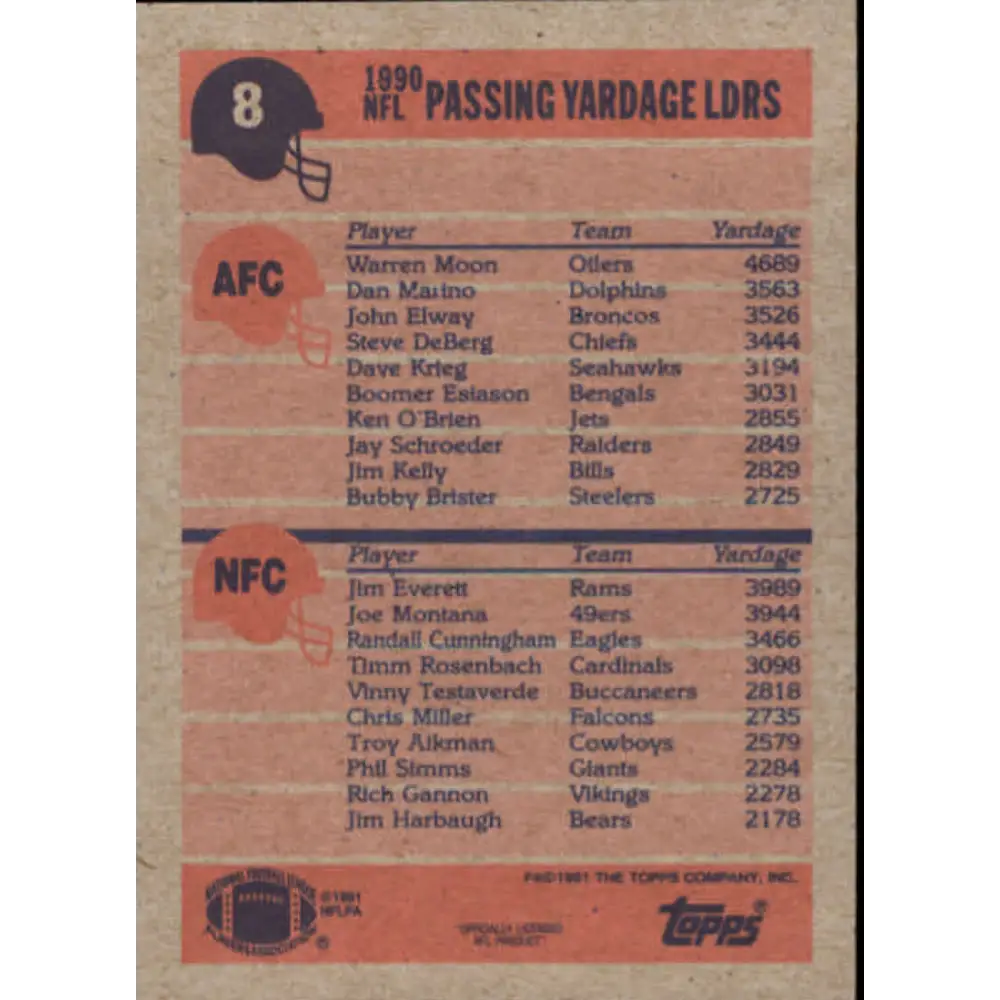 8
1990
NFL PASSING YARDAGE LDRS
AFC
Player Team Yardage
Warren Moon Oilers 4689
Dan Marino Dolphins 3563
John Elway Broncos 3526
Steve DeBerg Chiefs 3444
Dave Krieg Seahawks 3194
Boomer Esiason Bengals 3031
Ken O'Brien Jets 2855
Jay Schroeder Raiders 2849
Jim Kelly Bills 2829
Bubby Brister Steelers 2725
NFC
Player Team Yardage
Jim Everett Rams 3989
Joe Montana 49ers 3944
Randall Cunningham Eagles 3466
Timm Rosenbach Cardinals 3098
Vinny Testaverde Buccaneers 2818
Chris Miller Falcons 2735
Troy Aikman Cowboys 2579
Phil Simms Giants 2284
Rich Gannon Vikings 2278
Jim Harbaugh Bears 2178
NATIONAL FOOTBALL LEAGUE
PLAYERS ASSOCIATION
®
©1991
NFLPA
"OFFICIALLY LICENSED
NFL PRODUCT"
©1991 THE TOPPS COMPANY, INC.
topps®